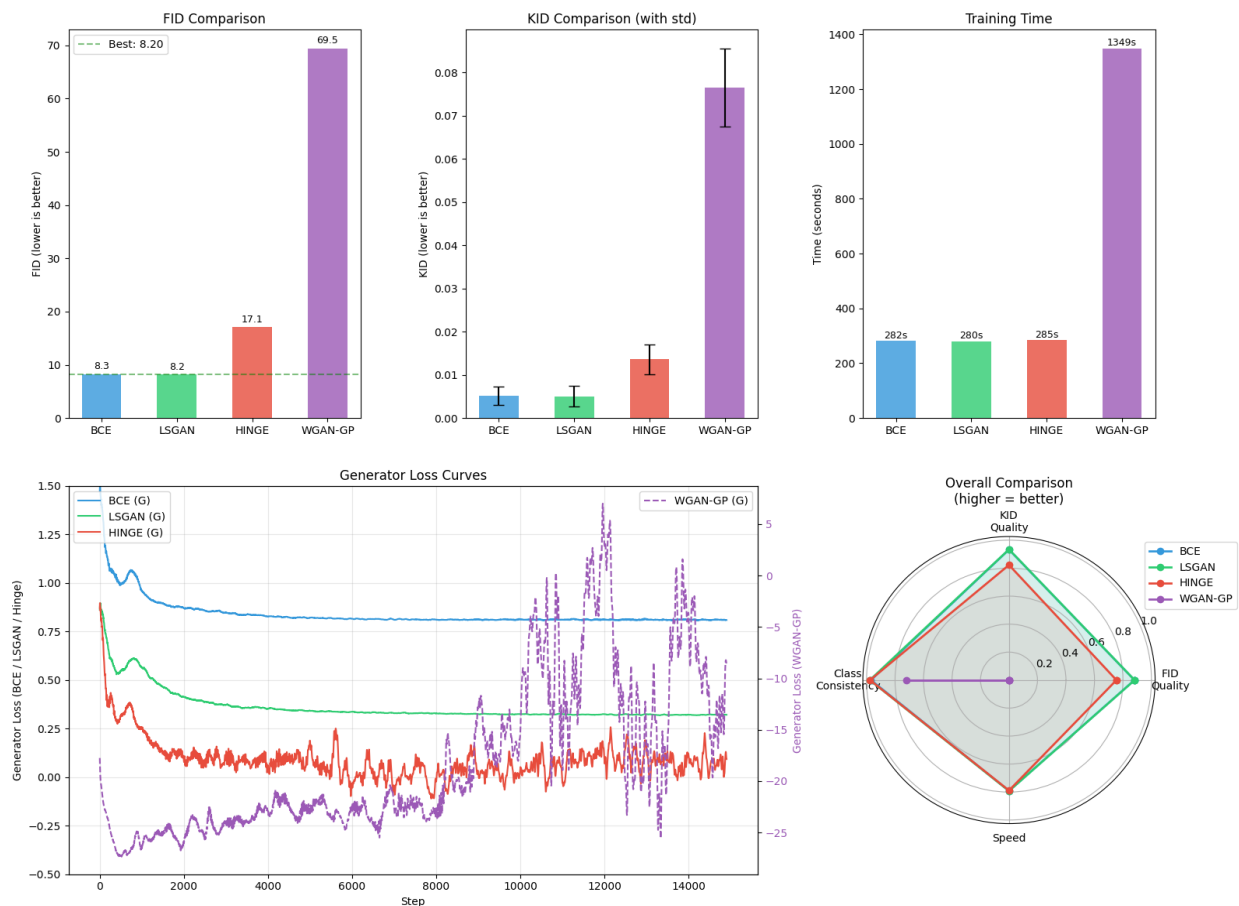 FID Comparison
FID (lower is better)
70
60
50
40
30
20
10
0
Best: 8.20
8.3
8.2
17.1
69.5
BCE
LSGAN
HINGE
WGAN-GP
KID Comparison (with std)
KID (lower is better)
0.08
0.07
0.06
0.05
0.04
0.03
0.02
0.01
0.00
BCE
LSGAN
HINGE
WGAN-GP
Training Time
Time (seconds)
1400
1200
1000
800
600
400
200
0
282s
280s
285s
1349s
BCE
LSGAN
HINGE
WGAN-GP
Generator Loss Curves
Generator Loss (BCE / LSGAN / Hinge)
1.50
1.25
1.00
0.75
0.50
0.25
0.00
−0.25
−0.50
BCE (G)
LSGAN (G)
HINGE (G)
WGAN-GP (G)
5
0
−5
−10
−15
−20
−25
Generator Loss (WGAN-GP)
0
2000
4000
6000
8000
10000
12000
14000
Step
Overall Comparison
(higher = better)
KID
Quality
BCE
LSGAN
HINGE
WGAN-GP
1.0
0.8
0.6
0.4
0.2
Class
Consistency
FID
Quality
Speed